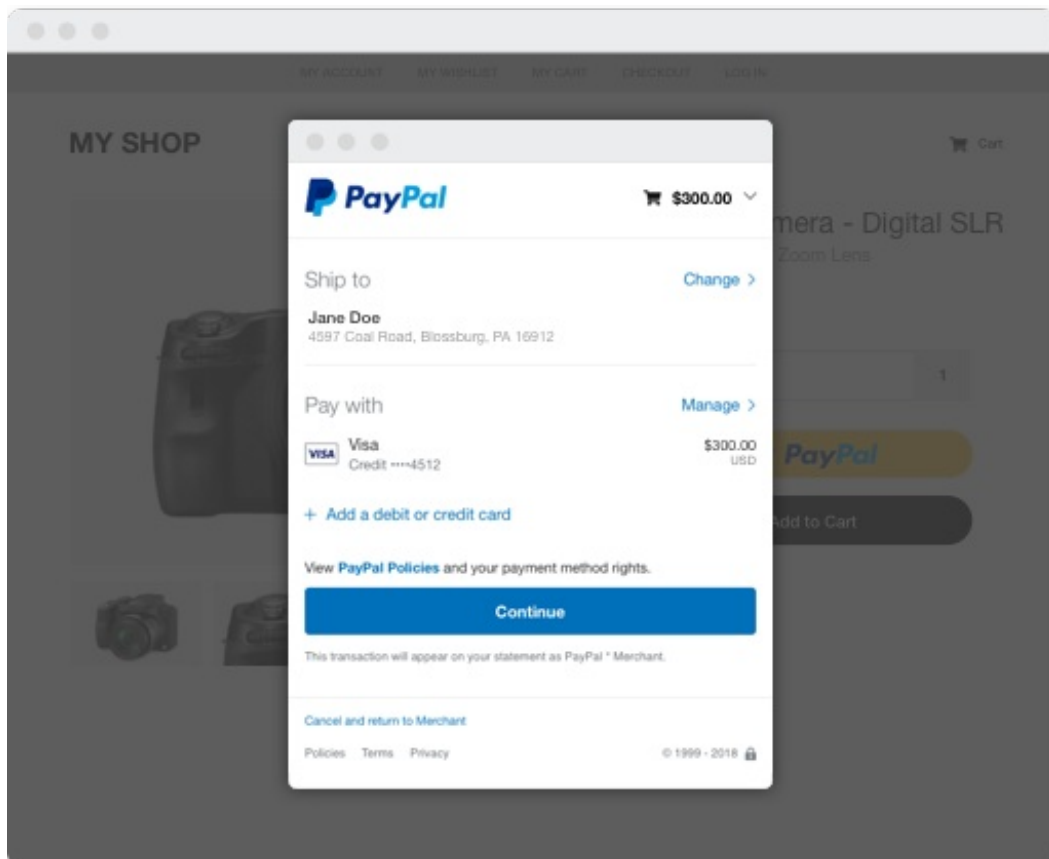 MY ACCOUNT MY WISHLIST MY CART CHECKOUT LOG IN
MY SHOP
Cart
PayPal
$300.00
mera - Digital SLR
Zoom Lens
Ship to
Change >
Jane Doe
4597 Coal Road, Blossburg, PA 16912
1
Pay with
Manage >
VISA
Visa
$300.00
Credit ····4512
USD
PayPal
+ Add a debit or credit card
Add to Cart
View PayPal Policies and your payment method rights.
Continue
This transaction will appear on your statement as PayPal * Merchant.
Cancel and return to Merchant
Policies Terms Privacy
© 1999 - 2018